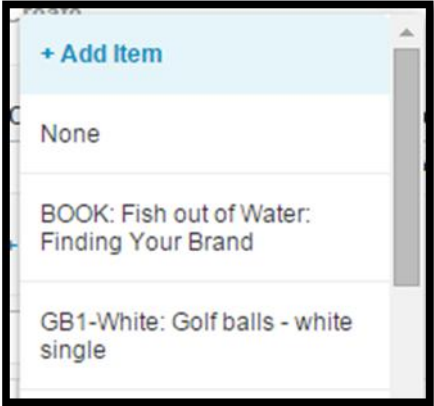 + Add Item
None
BOOK: Fish out of Water:
Finding Your Brand
GB1-White: Golf balls - white
single